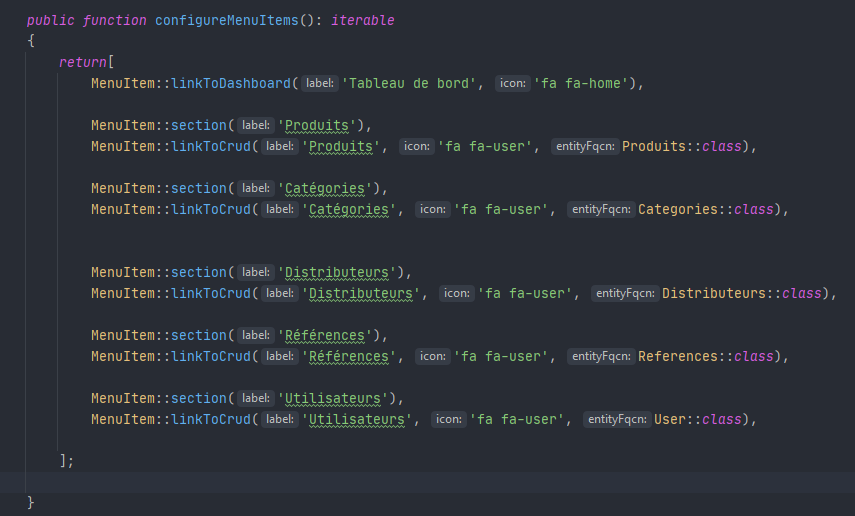 public function configureMenuItems(): iterable
{
return[
MenuItem::linkToDashboard( label: 'Tableau de bord', icon: 'fa fa-home'),
MenuItem::section( label: 'Produits'),
MenuItem::linkToCrud( label: 'Produits', icon: 'fa fa-user', entityFqcn: Produits::class),
MenuItem::section( label: 'Catégories'),
MenuItem::linkToCrud( label: 'Catégories', icon: 'fa fa-user', entityFqcn: Categories::class),
MenuItem::section( label: 'Distributeurs'),
MenuItem::linkToCrud( label: 'Distributeurs', icon: 'fa fa-user', entityFqcn: Distributeurs::class),
MenuItem::section( label: 'Références'),
MenuItem::linkToCrud( label: 'Références', icon: 'fa fa-user', entityFqcn: References::class),
MenuItem::section( label: 'Utilisateurs'),
MenuItem::linkToCrud( label: 'Utilisateurs', icon: 'fa fa-user', entityFqcn: User::class),
];
}